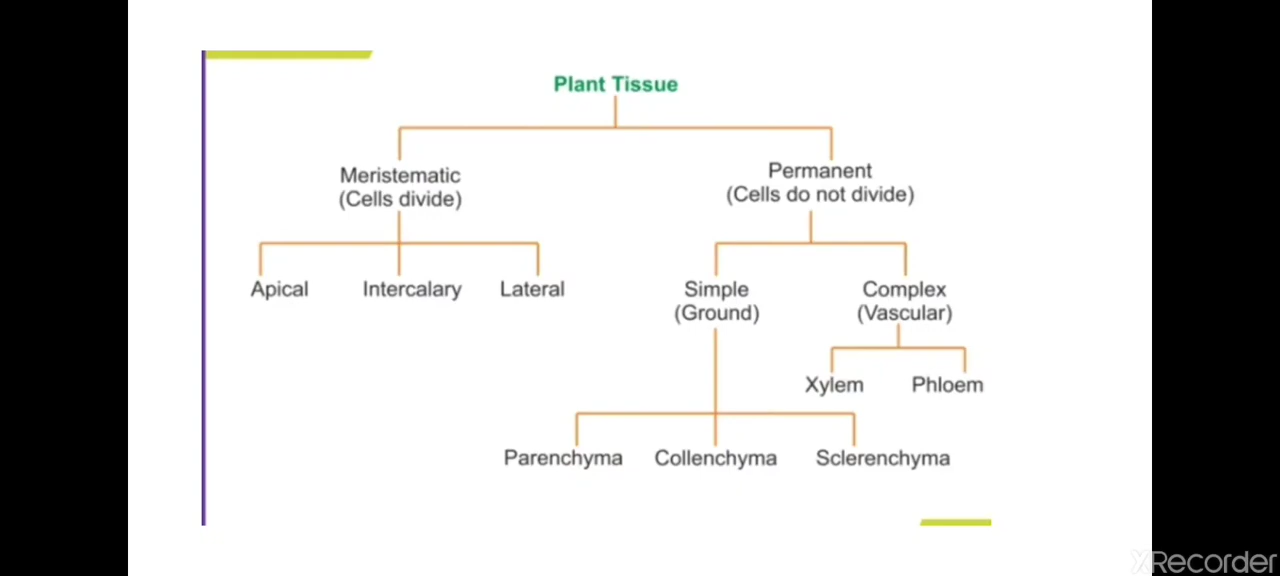 Plant Tissue
Meristematic
(Cells divide)
Permanent
(Cells do not divide)
Apical
Intercalary
Lateral
Simple
(Ground)
Complex
(Vascular)
Xylem
Phloem
Parenchyma
Collenchyma
Sclerenchyma
XRecorder